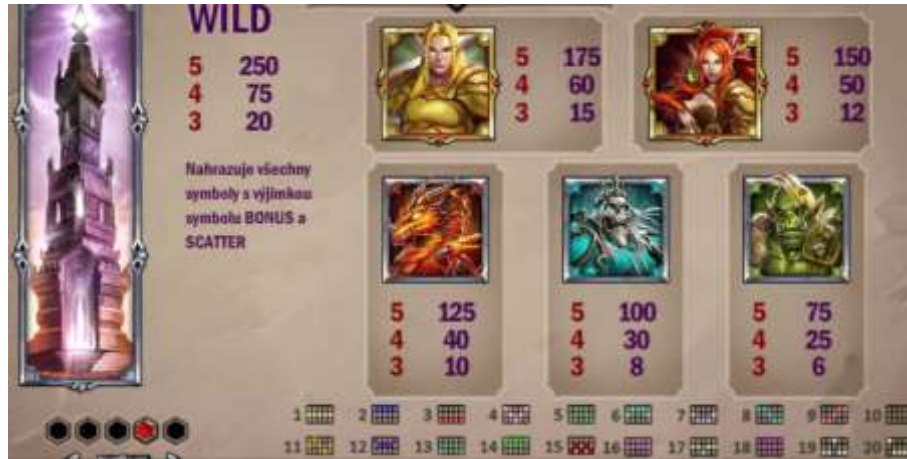 WILD
5 250
4 75
3 20
Nahrazuje všechny
symboly s výjimkou
symbolu BONUS a
SCATTER
5 175
4 60
3 15
5 150
4 50
3 12
5 125
4 40
3 10
5 100
4 30
3 8
5 75
4 25
3 6
1 2 3 4 5 6 7 8 9 10
11 12 13 14 15 16 17 18 19 20